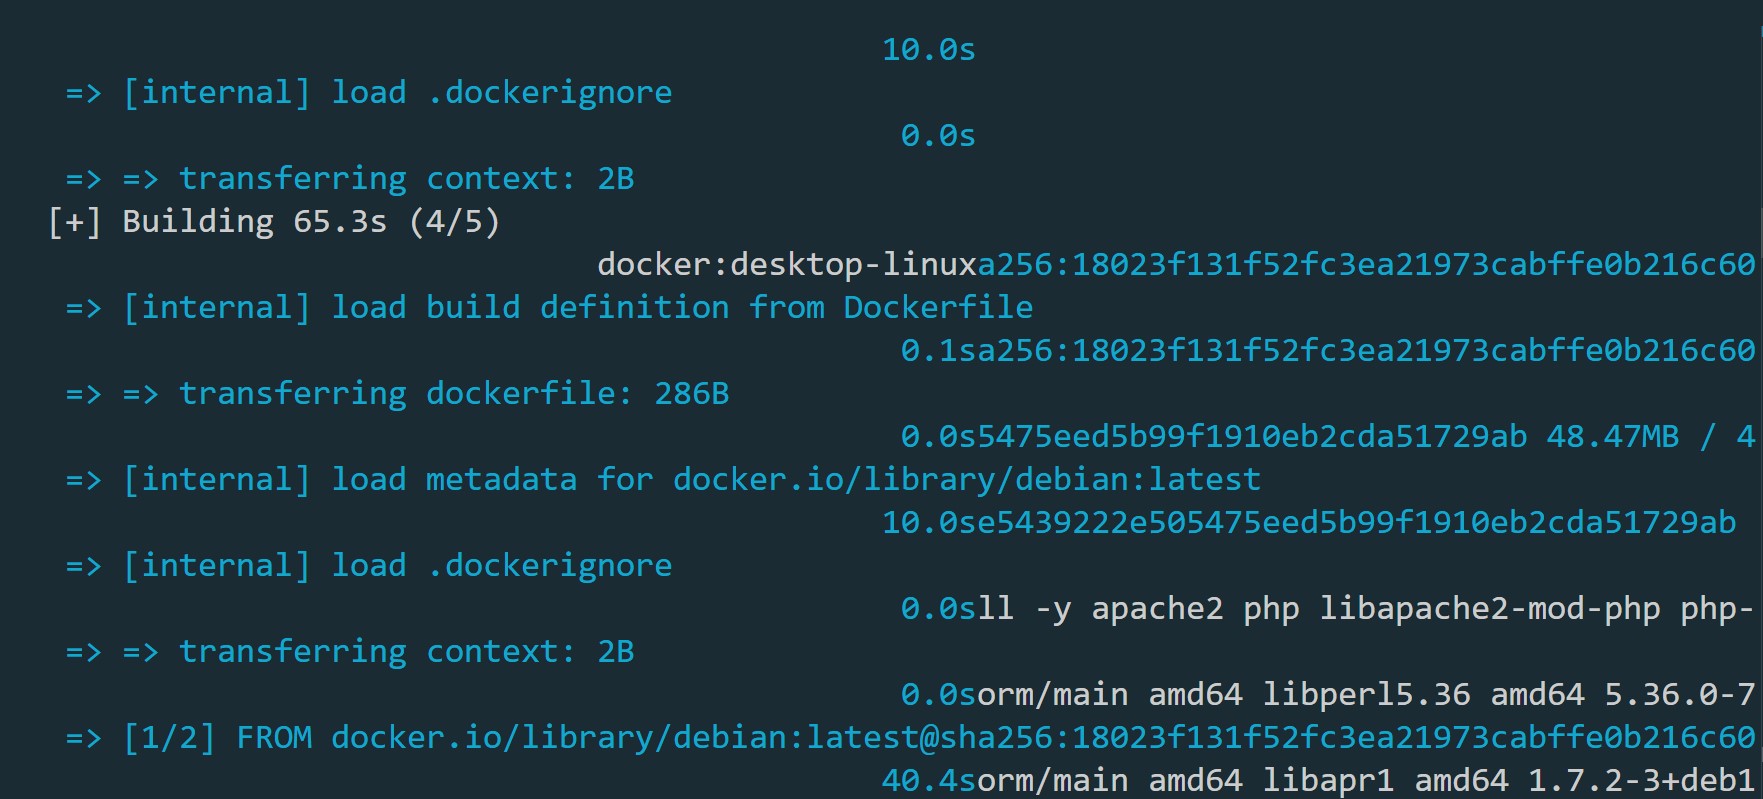 10.0s
=> [internal] load .dockerignore
0.0s
=> => transferring context: 2B
[+] Building 65.3s (4/5)
docker:desktop-linuxa256:18023f131f52fc3ea21973cabffe0b216c60
=> [internal] load build definition from Dockerfile
0.1sa256:18023f131f52fc3ea21973cabffe0b216c60
=> => transferring dockerfile: 286B
0.0s5475eed5b99f1910eb2cda51729ab 48.47MB / 4
=> [internal] load metadata for docker.io/library/debian:latest
10.0se5439222e505475eed5b99f1910eb2cda51729ab
=> [internal] load .dockerignore
0.0sll -y apache2 php libapache2-mod-php php-
=> => transferring context: 2B
0.0sorm/main amd64 libperl5.36 amd64 5.36.0-7
=> [1/2] FROM docker.io/library/debian:latest@sha256:18023f131f52fc3ea21973cabffe0b216c60
40.4sorm/main amd64 libapr1 amd64 1.7.2-3+deb1